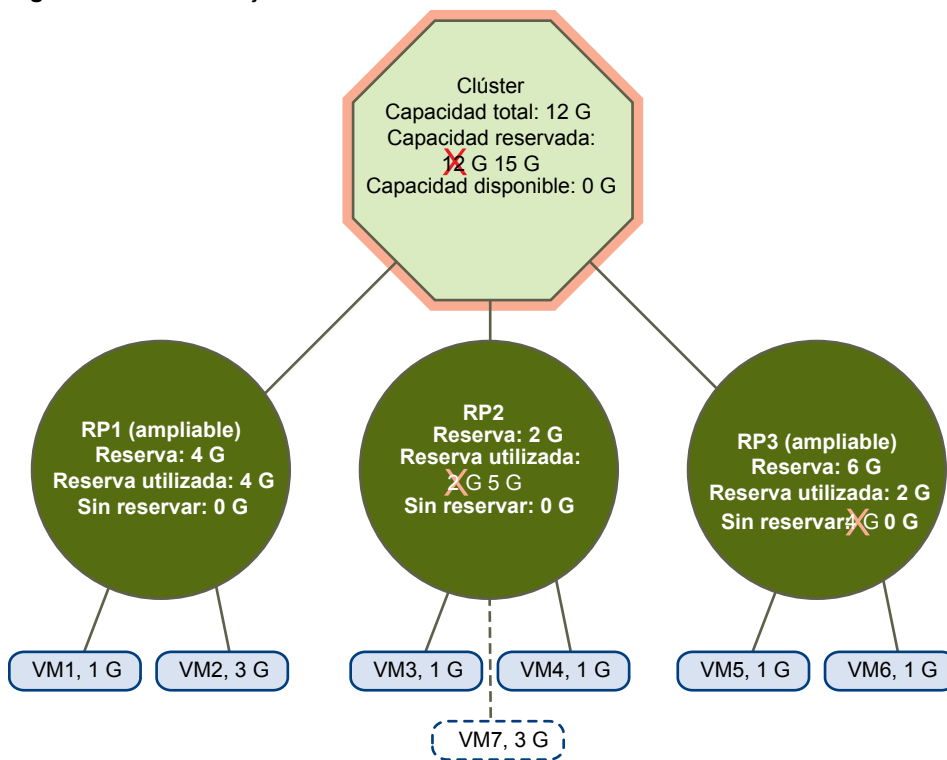 Clúster
Capacidad total: 12 G
Capacidad reservada:
12 G 15 G
Capacidad disponible: 0 G
RP1 (ampliable)
Reserva: 4 G
Reserva utilizada: 4 G
Sin reservar: 0 G
RP2
Reserva: 2 G
Reserva utilizada:
2 G 5 G
Sin reservar: 0 G
RP3 (ampliable)
Reserva: 6 G
Reserva utilizada: 2 G
Sin reservar: 4 G 0 G
VM1, 1 G
VM2, 3 G
VM3, 1 G
VM4, 1 G
VM5, 1 G
VM6, 1 G
VM7, 3 G